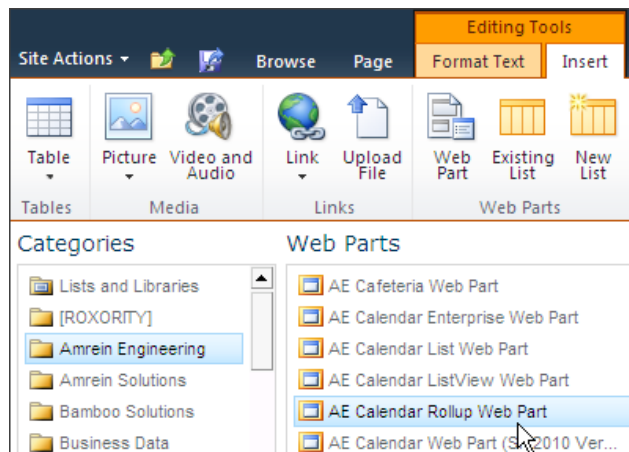 Editing Tools
Site Actions Browse Page Format Text Insert
Table Picture Video and Audio Link Upload File Web Part Existing List New List
Tables Media Links Web Parts
Categories
Lists and Libraries
[ROXORITY]
Amrein Engineering
Amrein Solutions
Bamboo Solutions
Business Data
Web Parts
AE Cafeteria Web Part
AE Calendar Enterprise Web Part
AE Calendar List Web Part
AE Calendar ListView Web Part
AE Calendar Rollup Web Part
AE Calendar Web Part 2010 Ver...